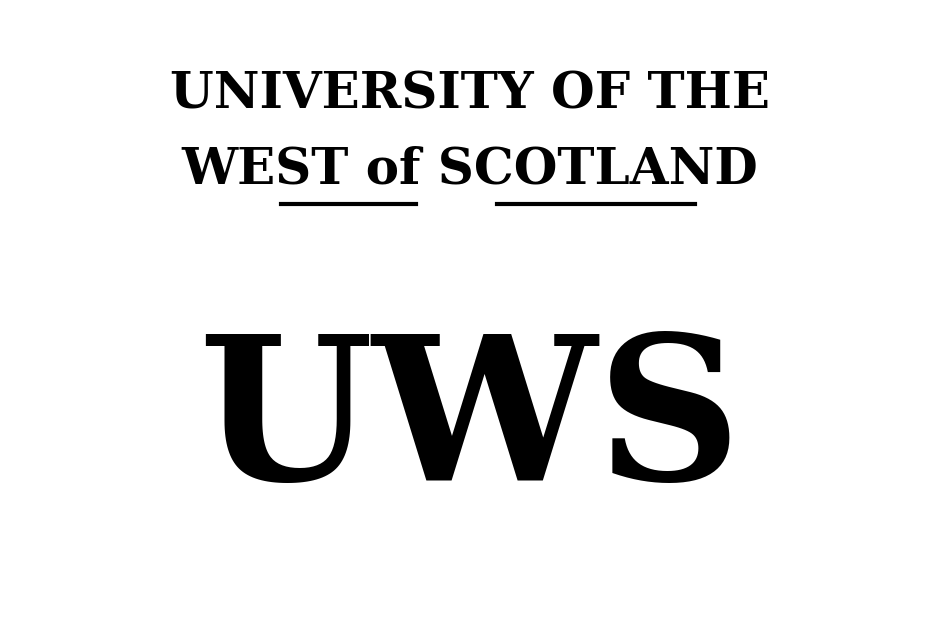 UNIVERSITY OF THE
WEST of SCOTLAND
UWS